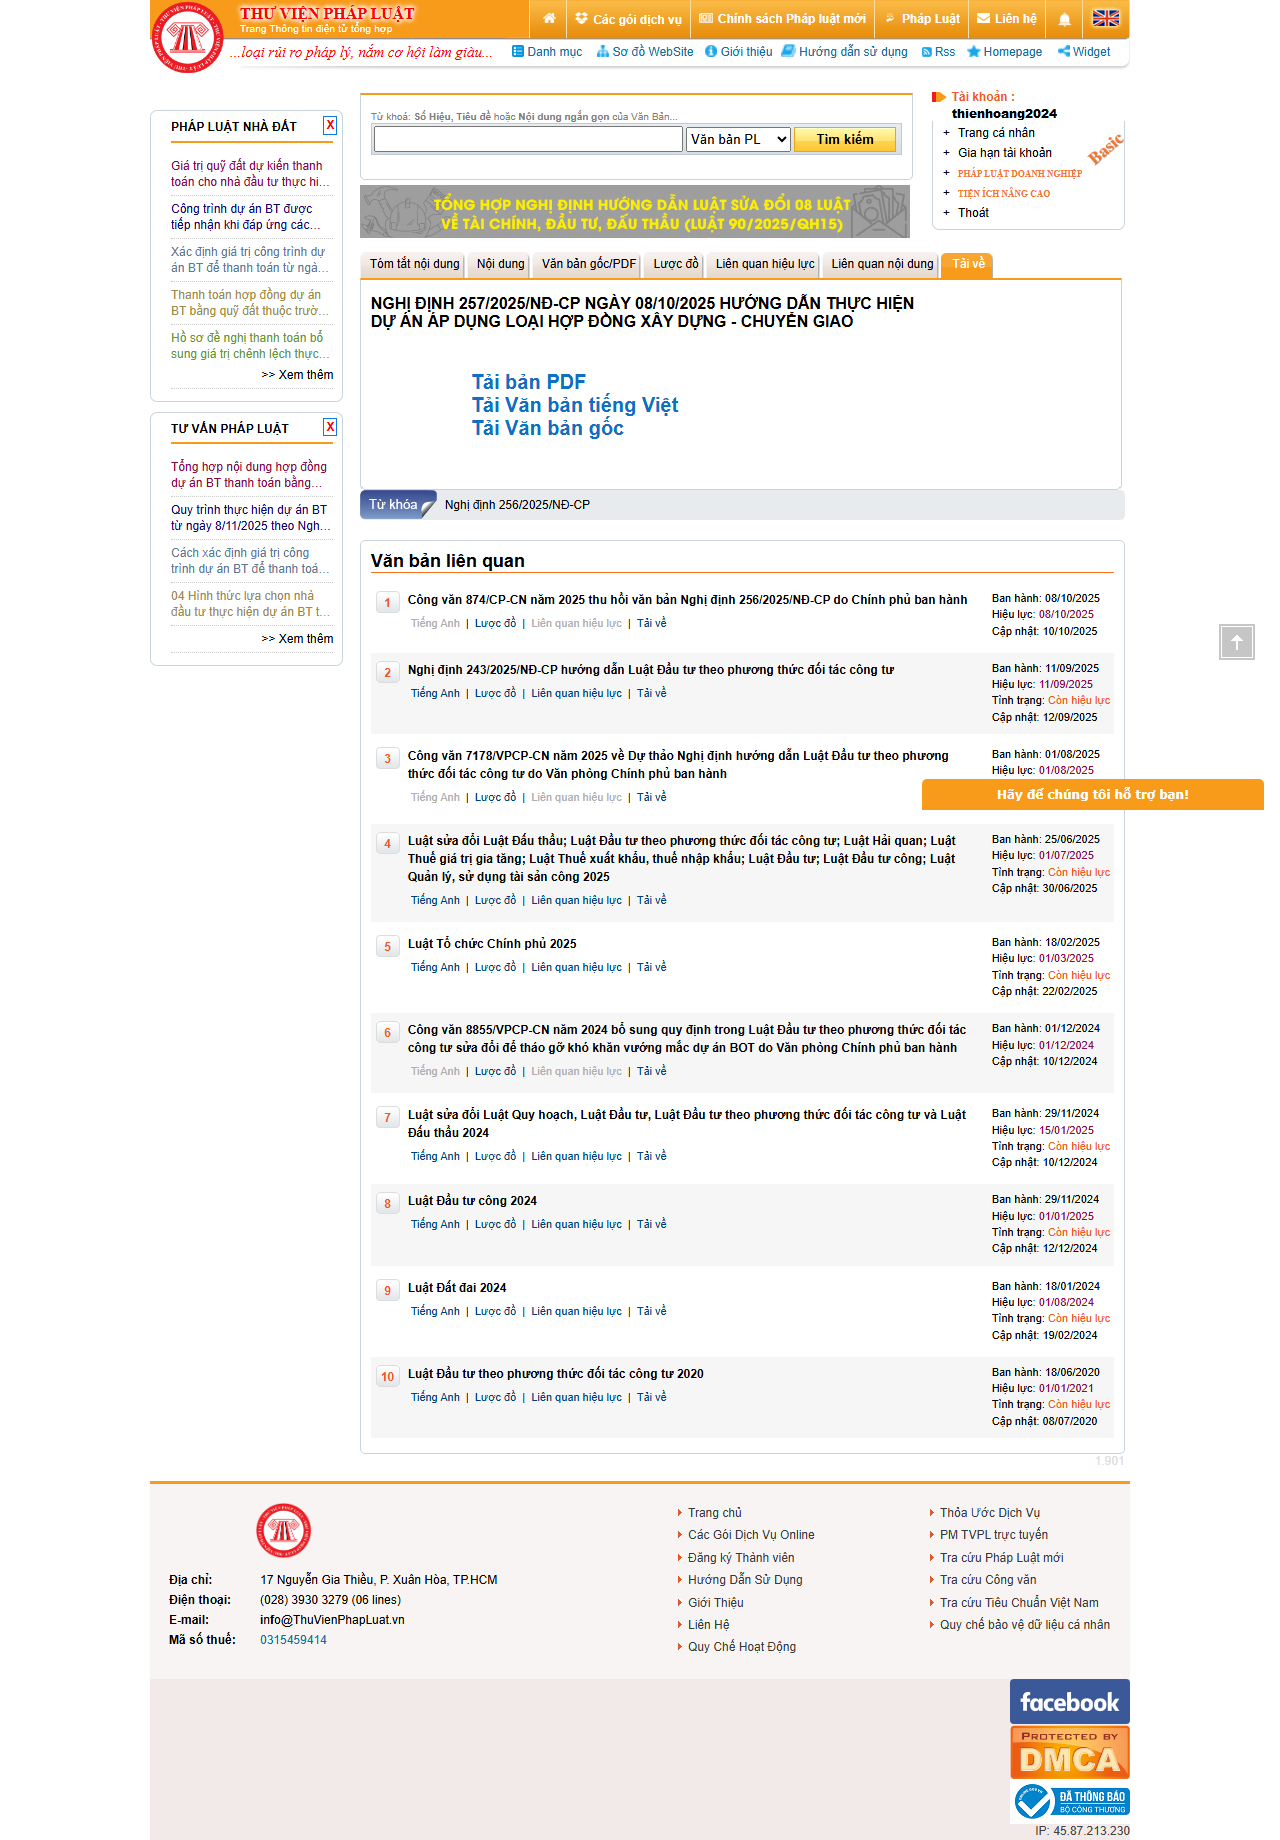 THƯ VIỆN PHÁP LUẬT
Trang Thông tin điện tử tổng hợp
...loại rủi ro pháp lý, nắm cơ hội làm giàu...
Các gói dịch vụ
Chính sách Pháp luật mới
Pháp Luật
Liên hệ
Danh mục
Sơ đồ WebSite
Giới thiệu
Hướng dẫn sử dụng
Rss
Homepage
Widget
PHÁP LUẬT NHÀ ĐẤT
X
Giá trị quỹ đất dự kiến thanh
toán cho nhà đầu tư thực hi...
Công trình dự án BT được
tiếp nhận khi đáp ứng các...
Xác định giá trị công trình dự
án BT để thanh toán từ ngà...
Thanh toán hợp đồng dự án
BT bằng quỹ đất thuộc trườ...
Hồ sơ đề nghị thanh toán bổ
sung giá trị chênh lệch thực...
>> Xem thêm
TƯ VẤN PHÁP LUẬT
X
Tổng hợp nội dung hợp đồng
dự án BT thanh toán bằng...
Quy trình thực hiện dự án BT
từ ngày 8/11/2025 theo Ngh...
Cách xác định giá trị công
trình dự án BT để thanh toá...
04 Hình thức lựa chọn nhà
đầu tư thực hiện dự án BT t...
>> Xem thêm
Từ khoá: Số Hiệu, Tiêu đề hoặc Nội dung ngắn gọn của Văn Bản...
Văn bản PL
Tìm kiếm
TỔNG HỢP NGHỊ ĐỊNH HƯỚNG DẪN LUẬT SỬA ĐỔI 08 LUẬT
VỀ TÀI CHÍNH, ĐẦU TƯ, ĐẤU THẦU (LUẬT 90/2025/QH15)
Tài khoản :
thienhoang2024
+ Trang cá nhân
+ Gia hạn tài khoản
+ PHÁP LUẬT DOANH NGHIỆP
+ TIỆN ÍCH NÂNG CAO
+ Thoát
Basic
Tóm tắt nội dung
Nội dung
Văn bản gốc/PDF
Lược đồ
Liên quan hiệu lực
Liên quan nội dung
Tải về
NGHỊ ĐỊNH 257/2025/NĐ-CP NGÀY 08/10/2025 HƯỚNG DẪN THỰC HIỆN
DỰ ÁN ÁP DỤNG LOẠI HỢP ĐỒNG XÂY DỰNG - CHUYỂN GIAO
Tải bản PDF
Tải Văn bản tiếng Việt
Tải Văn bản gốc
Từ khóa
Nghị định 256/2025/NĐ-CP
Văn bản liên quan
1
Công văn 874/CP-CN năm 2025 thu hồi văn bản Nghị định 256/2025/NĐ-CP do Chính phủ ban hành
Tiếng Anh | Lược đồ | Liên quan hiệu lực | Tải về
Ban hành: 08/10/2025
Hiệu lực: 08/10/2025
Cập nhật: 10/10/2025
2
Nghị định 243/2025/NĐ-CP hướng dẫn Luật Đầu tư theo phương thức đối tác công tư
Tiếng Anh | Lược đồ | Liên quan hiệu lực | Tải về
Ban hành: 11/09/2025
Hiệu lực: 11/09/2025
Tình trạng: Còn hiệu lực
Cập nhật: 12/09/2025
3
Công văn 7178/VPCP-CN năm 2025 về Dự thảo Nghị định hướng dẫn Luật Đầu tư theo phương
thức đối tác công tư do Văn phòng Chính phủ ban hành
Tiếng Anh | Lược đồ | Liên quan hiệu lực | Tải về
Ban hành: 01/08/2025
Hiệu lực: 01/08/2025
Hãy để chúng tôi hỗ trợ bạn!
4
Luật sửa đổi Luật Đấu thầu; Luật Đầu tư theo phương thức đối tác công tư; Luật Hải quan; Luật
Thuế giá trị gia tăng; Luật Thuế xuất khẩu, thuế nhập khẩu; Luật Đầu tư; Luật Đầu tư công; Luật
Quản lý, sử dụng tài sản công 2025
Tiếng Anh | Lược đồ | Liên quan hiệu lực | Tải về
Ban hành: 25/06/2025
Hiệu lực: 01/07/2025
Tình trạng: Còn hiệu lực
Cập nhật: 30/06/2025
5
Luật Tổ chức Chính phủ 2025
Tiếng Anh | Lược đồ | Liên quan hiệu lực | Tải về
Ban hành: 18/02/2025
Hiệu lực: 01/03/2025
Tình trạng: Còn hiệu lực
Cập nhật: 22/02/2025
6
Công văn 8855/VPCP-CN năm 2024 bổ sung quy định trong Luật Đầu tư theo phương thức đối tác
công tư sửa đổi để tháo gỡ khó khăn vướng mắc dự án BOT do Văn phòng Chính phủ ban hành
Tiếng Anh | Lược đồ | Liên quan hiệu lực | Tải về
Ban hành: 01/12/2024
Hiệu lực: 01/12/2024
Cập nhật: 10/12/2024
7
Luật sửa đổi Luật Quy hoạch, Luật Đầu tư, Luật Đầu tư theo phương thức đối tác công tư và Luật
Đấu thầu 2024
Tiếng Anh | Lược đồ | Liên quan hiệu lực | Tải về
Ban hành: 29/11/2024
Hiệu lực: 15/01/2025
Tình trạng: Còn hiệu lực
Cập nhật: 10/12/2024
8
Luật Đầu tư công 2024
Tiếng Anh | Lược đồ | Liên quan hiệu lực | Tải về
Ban hành: 29/11/2024
Hiệu lực: 01/01/2025
Tình trạng: Còn hiệu lực
Cập nhật: 12/12/2024
9
Luật Đất đai 2024
Tiếng Anh | Lược đồ | Liên quan hiệu lực | Tải về
Ban hành: 18/01/2024
Hiệu lực: 01/08/2024
Tình trạng: Còn hiệu lực
Cập nhật: 19/02/2024
10
Luật Đầu tư theo phương thức đối tác công tư 2020
Tiếng Anh | Lược đồ | Liên quan hiệu lực | Tải về
Ban hành: 18/06/2020
Hiệu lực: 01/01/2021
Tình trạng: Còn hiệu lực
Cập nhật: 08/07/2020
1.901
Địa chỉ: 17 Nguyễn Gia Thiều, P. Xuân Hòa, TP.HCM
Điện thoại: (028) 3930 3279 (06 lines)
E-mail: info@ThuVienPhapLuat.vn
Mã số thuế: 0315459414
Trang chủ
Các Gói Dịch Vụ Online
Đăng ký Thành viên
Hướng Dẫn Sử Dụng
Giới Thiệu
Liên Hệ
Quy Chế Hoạt Động
Thỏa Ước Dịch Vụ
PM TVPL trực tuyến
Tra cứu Pháp Luật mới
Tra cứu Công văn
Tra cứu Tiêu Chuẩn Việt Nam
Quy chế bảo vệ dữ liệu cá nhân
facebook
PROTECTED BY
DMCA
ĐÃ THÔNG BÁO
BỘ CÔNG THƯƠNG
IP: 45.87.213.230